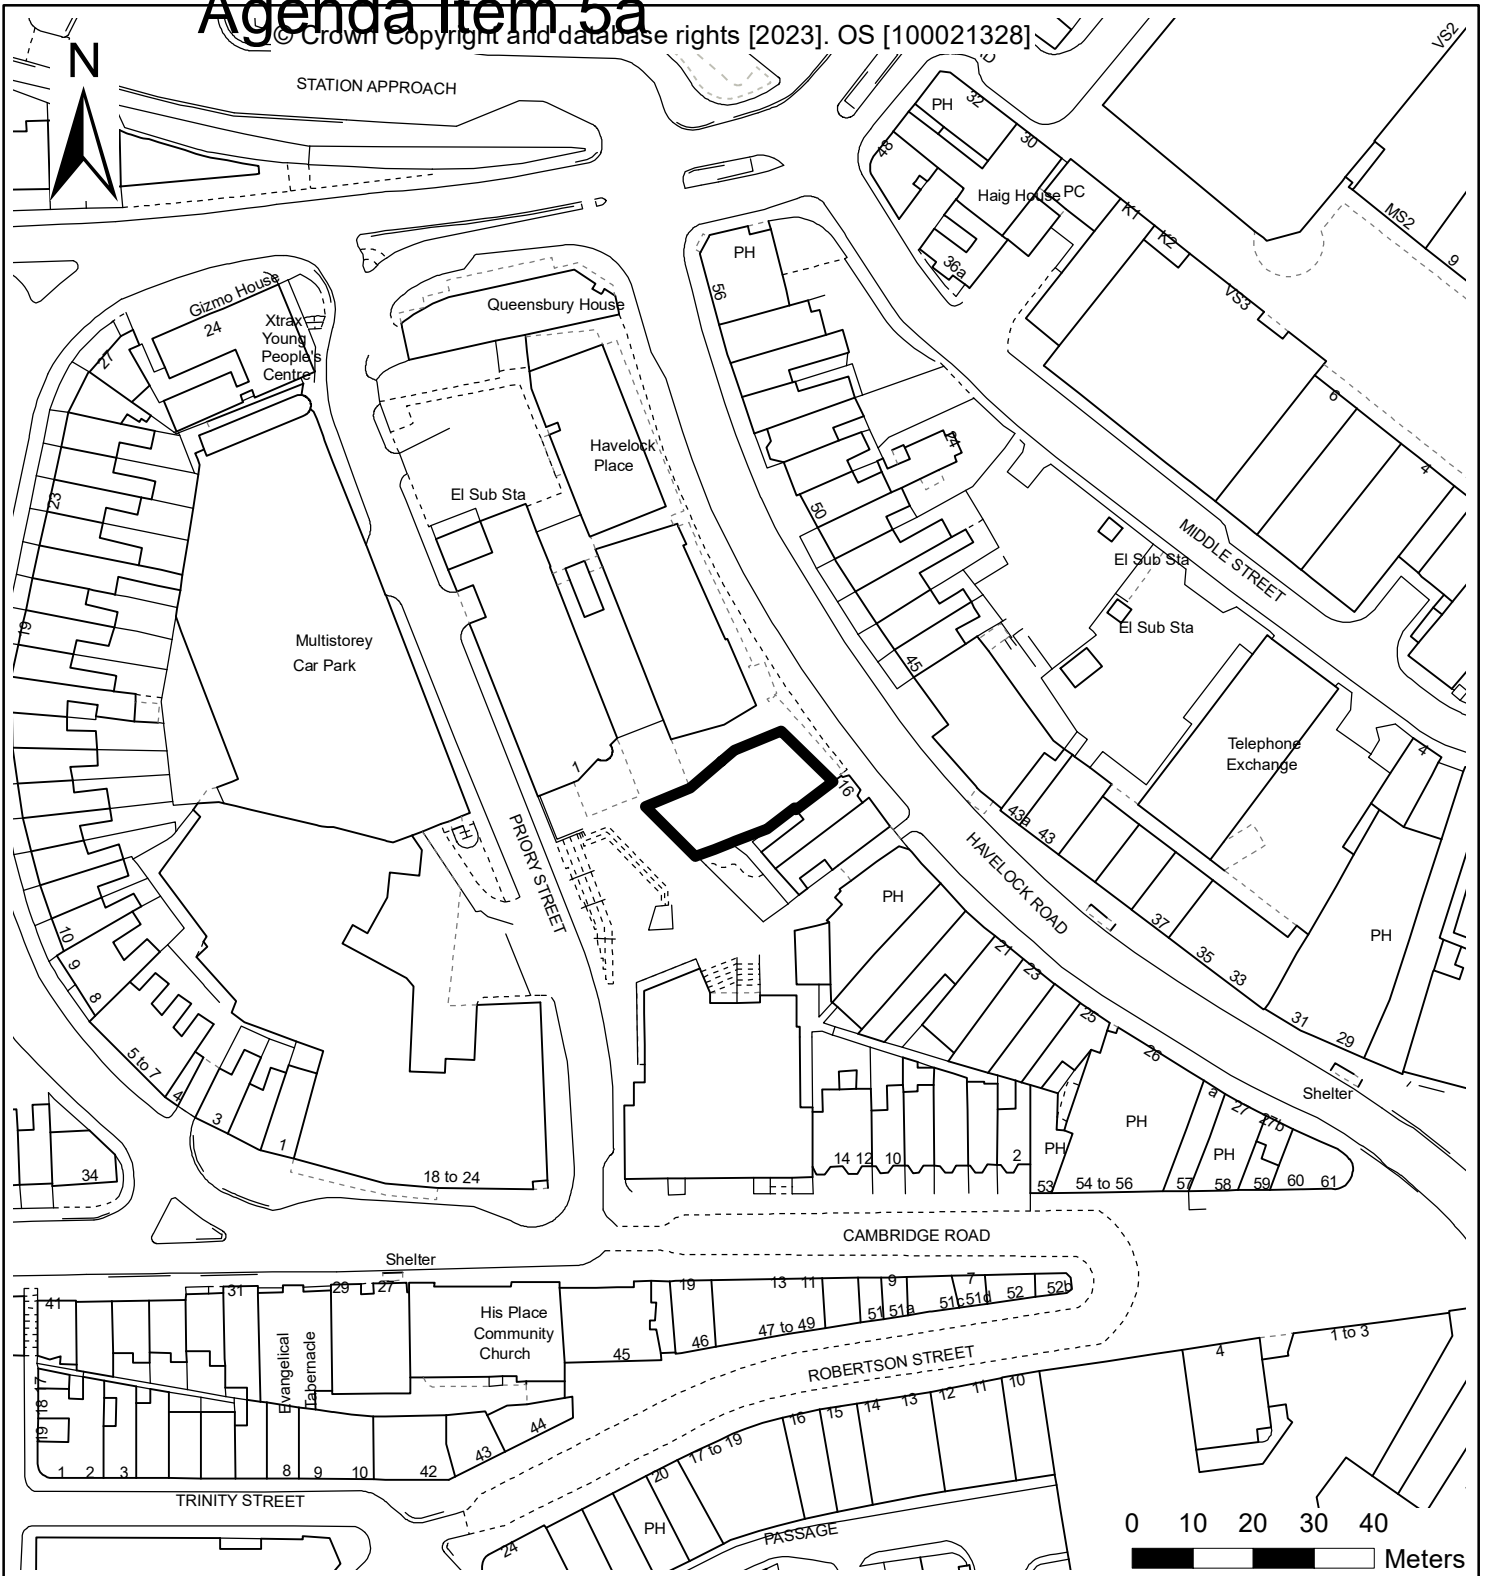 Agenda Item 5a
© Crown Copyright and database rights [2023]. OS [100021328]
N
STATION APPROACH
VS2
PH
32
30
48
Haig House
PC
K1
K2
MS2
9
36a
VS3
Gizmo House
24
Xtrax
Young
People's
Centre
27
Queensbury House
PH
56
6
4
Havelock
Place
24
El Sub Sta
23
50
MIDDLE STREET
El Sub Sta
El Sub Sta
19
Multistorey
Car Park
45
Telephone
Exchange
4
1
16
43a
43
PRIORY STREET
HAVELOCK ROAD
PH
37
35
33
PH
31
29
21
23
25
26
10
9
8
5 to 7
4
3
1
Shelter
a
27
27b
PH
PH
PH
34
18 to 24
14
12
10
2
53
54 to 56
57
58
59
60
61
CAMBRIDGE ROAD
Shelter
41
31
29
27
19
13
11
9
7
His Place
Community
Church
Evangelical
Tabernacle
45
46
47 to 49
51
51a
51c
51d
52
52b
ROBERTSON STREET
4
1 to 3
17
18
19
1
2
3
8
9
10
42
43
44
16
15
14
13
12
11
10
17 to 19
20
TRINITY STREET
24
PH
PASSAGE
0 10 20 30 40
Meters